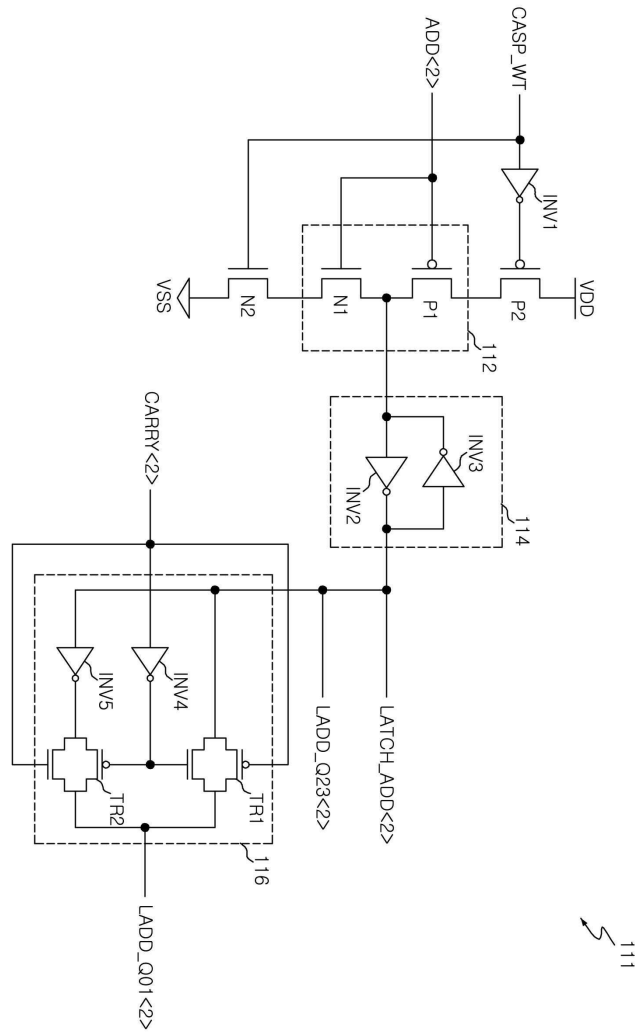 111
CASP_WT
INV1
VDD
P2
ADD<2>
P1
N1
N2
VSS
112
INV3
INV2
114
LATCH_ADD<2>
LADD_Q23<2>
CARRY<2>
INV4
INV5
TR1
TR2
116
LADD_Q01<2>